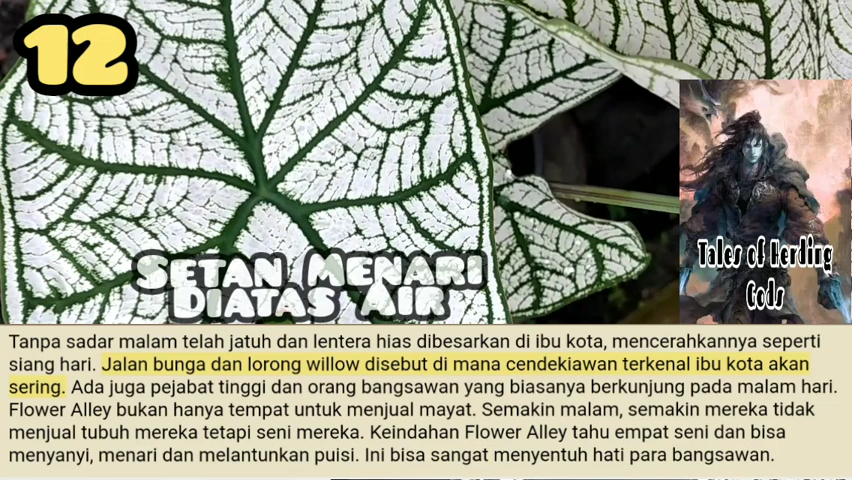 12
SETAN MENARI
DIATAS AIR
Tales of Herding
Gods
Tanpa sadar malam telah jatuh dan lentera hias dibesarkan di ibu kota, mencerahkannya seperti
siang hari. Jalan bunga dan lorong willow disebut di mana cendekiawan terkenal ibu kota akan
sering. Ada juga pejabat tinggi dan orang bangsawan yang biasanya berkunjung pada malam hari.
Flower Alley bukan hanya tempat untuk menjual mayat. Semakin malam, semakin mereka tidak
menjual tubuh mereka tetapi seni mereka. Keindahan Flower Alley tahu empat seni dan bisa
menyanyi, menari dan melantunkan puisi. Ini bisa sangat menyentuh hati para bangsawan.